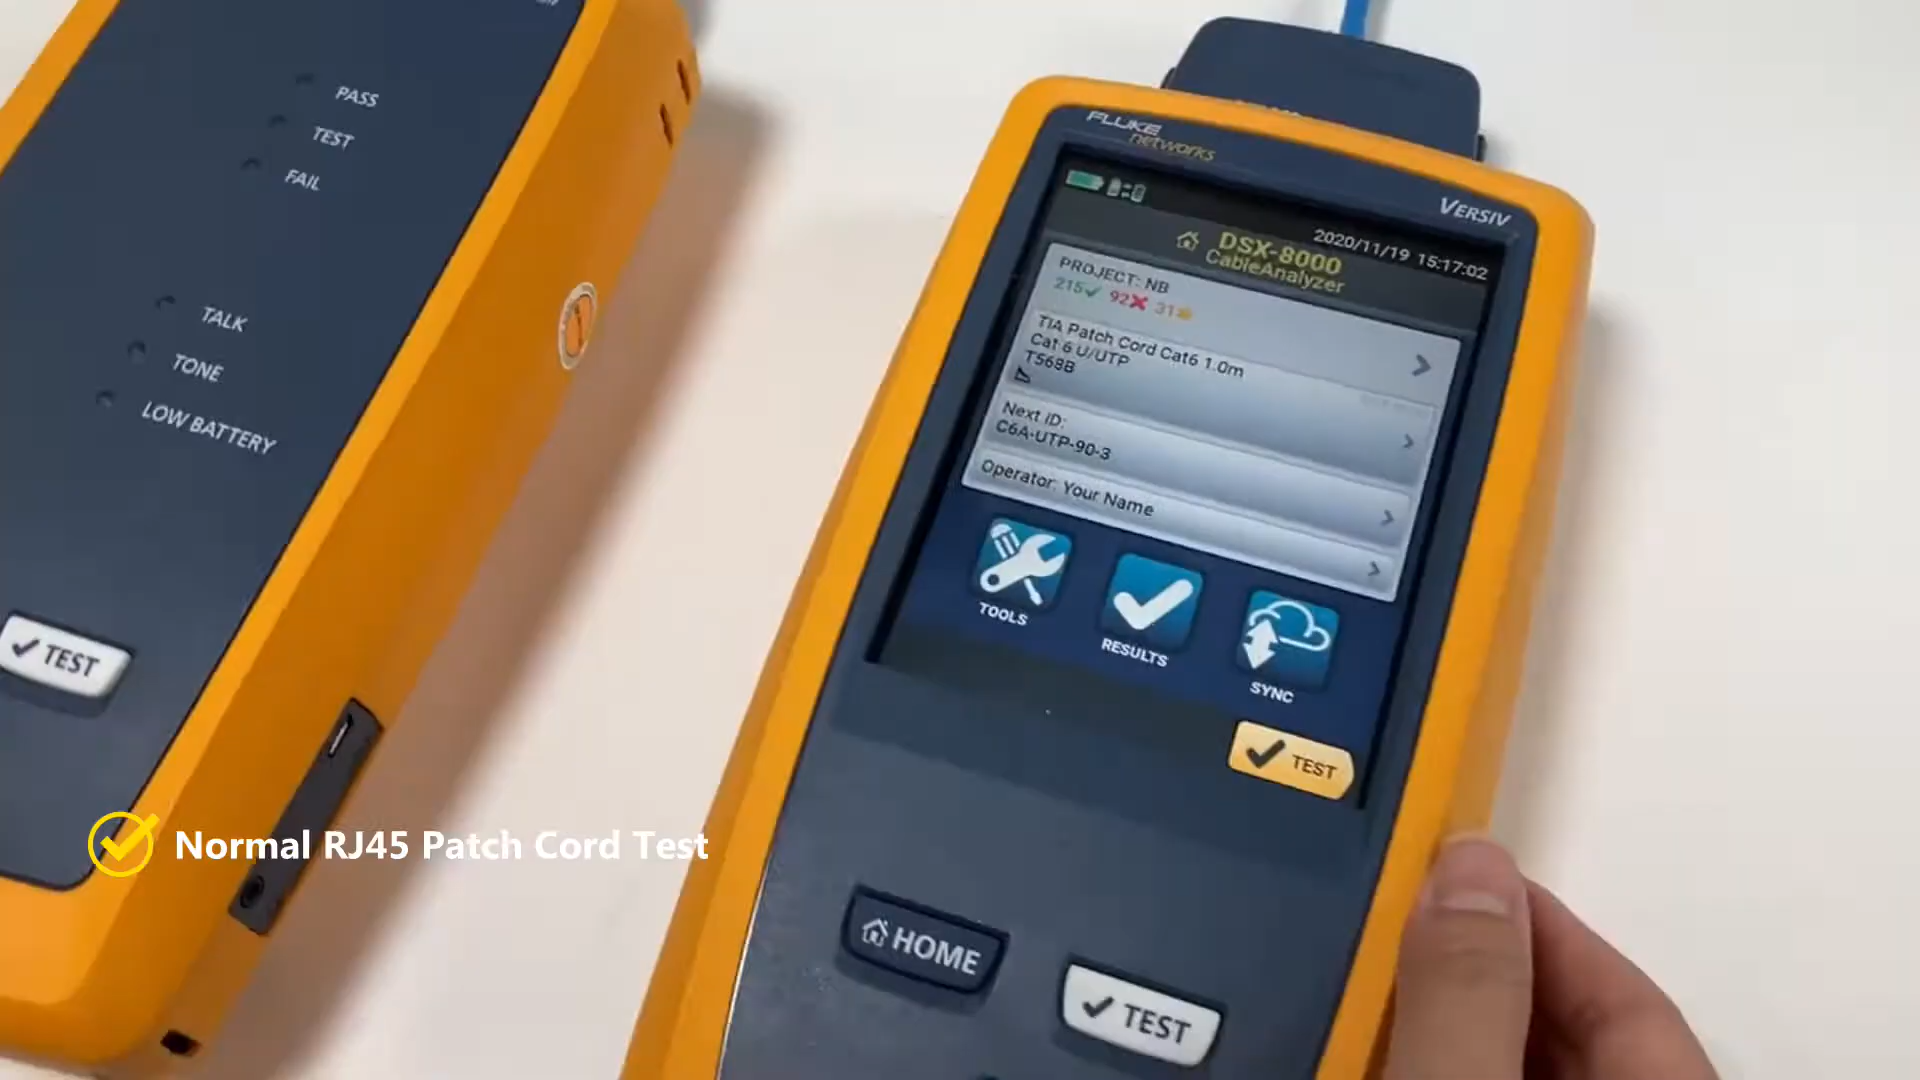 PASS
TEST
FAIL
TALK
TONE
LOW BATTERY
✓ TEST
FLUKE
networks
VERSIV
2020/11/19 15:17:02
DSX-8000
CableAnalyzer
PROJECT: NB
215✓ 92✖ 31
TIA Patch Cord Cat6 1.0m
Cat 6 U/UTP
T568B
Next ID:
C6A-UTP-90-3
Operator: Your Name
TOOLS
RESULTS
SYNC
✓ TEST
HOME
✓ TEST
Normal RJ45 Patch Cord Test